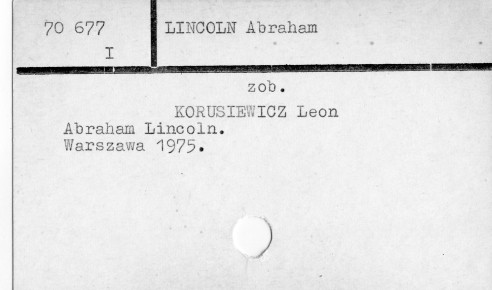 70 677
I
LINCOLN Abraham
zob.
KORUSIEWICZ Leon
Abraham Lincoln.
Warszawa 1975.